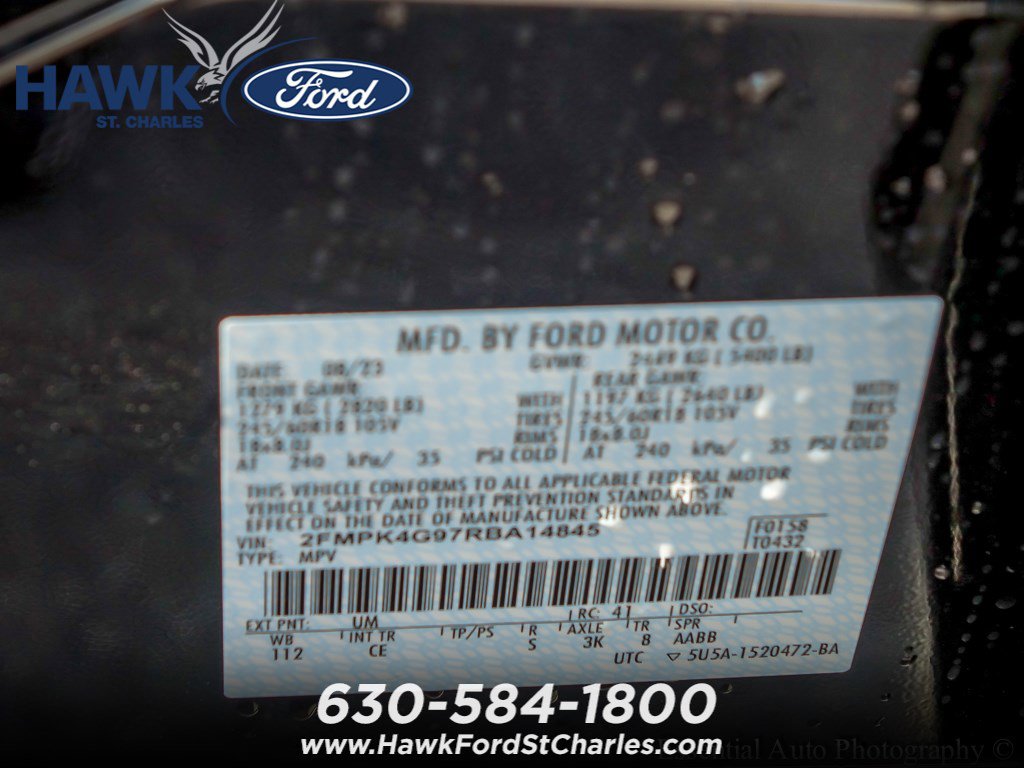 HAWK
ST. CHARLES
Ford
MFD. BY FORD MOTOR CO.
DATE: 08/23 GVWR: 2449 KG ( 5400 LB)
FRONT GAWR: REAR GAWR:
1279 KG ( 2820 LB) WITH 1197 KG ( 2640 LB) WITH
245/60R18 105V TIRES 245/60R18 105V TIRES
18x8.0J RIMS 18x8.0J RIMS
AT 240 kPa/ 35 PSI COLD AT 240 kPa/ 35 PSI COLD
THIS VEHICLE CONFORMS TO ALL APPLICABLE FEDERAL MOTOR
VEHICLE SAFETY AND THEFT PREVENTION STANDARDS IN
EFFECT ON THE DATE OF MANUFACTURE SHOWN ABOVE.
VIN: 2FMPK4G97RBA14845 F0158
TYPE: MPV T0432
EXT PNT: UM RC: 41 DSO:
WB INT TR TP/PS R AXLE TR SPR
112 CE S 3K 8 AABB
UTC ▽ 5U5A-1520472-BA
630-584-1800
www.HawkFordStCharles.com
Essential Auto Photography ©